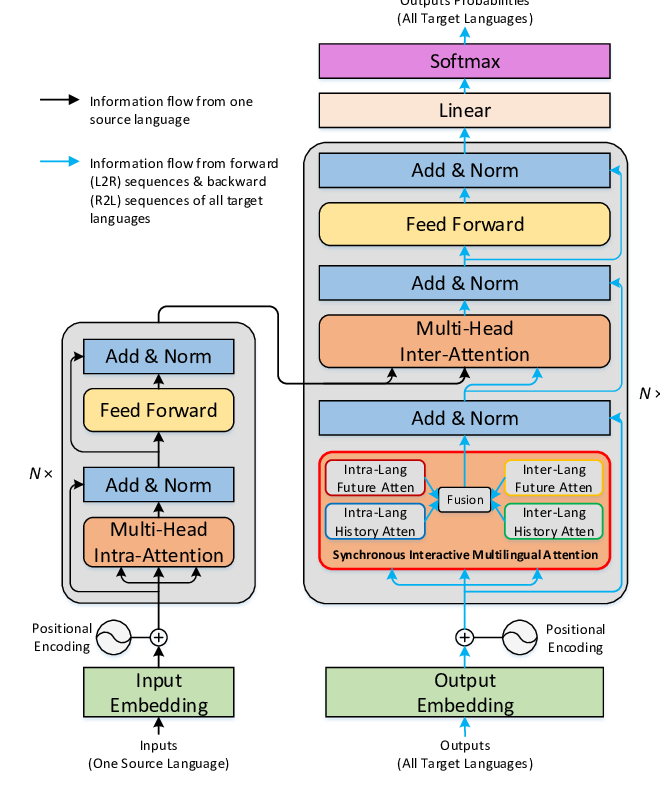 Outputs Probabilities
(All Target Languages)
Softmax
Linear
Information flow from one
source language
Information flow from forward
(L2R) sequences & backward
(R2L) sequences of all target
languages
Add & Norm
Feed Forward
Add & Norm
Multi-Head
Inter-Attention
Add & Norm
Intra-Lang
Future Atten
Inter-Lang
Future Atten
Fusion
Intra-Lang
History Atten
Inter-Lang
History Atten
Synchronous Interactive Multilingual Attention
N×
Add & Norm
Feed Forward
Add & Norm
Multi-Head
Intra-Attention
N×
Positional
Encoding
Positional
Encoding
Input
Embedding
Output
Embedding
Inputs
(One Source Language)
Outputs
(All Target Languages)